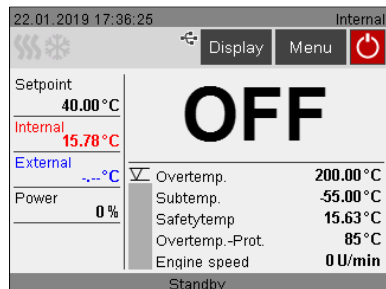 22.01.2019 17:36:25 Internal
Display Menu
Setpoint
40.00°C
Internal
15.78°C
External
-.--°C
Power
0%
OFF
Overtemp. 200.00°C
Subtemp. -55.00°C
Safetytemp 15.63°C
Overtemp.-Prot. 85°C
Engine speed 0 U/min
Standby